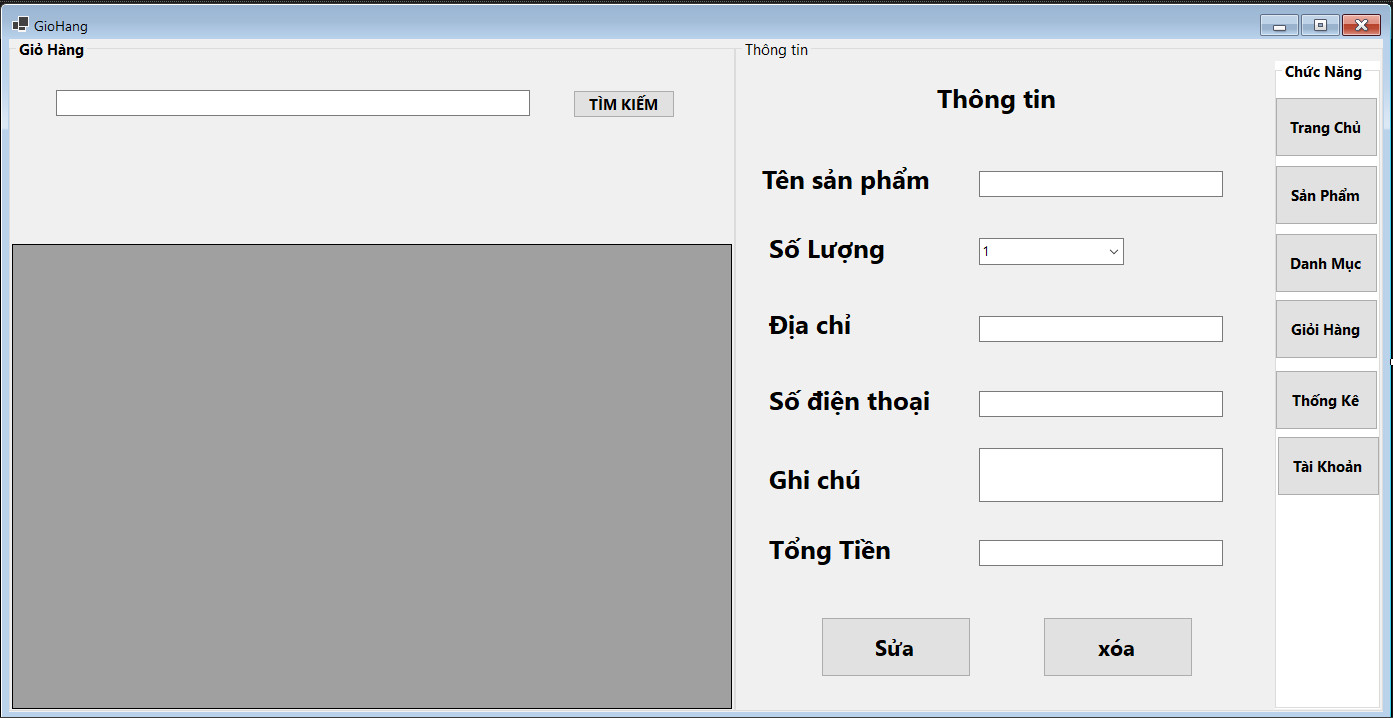 GioHang
Giỏ Hàng
TÌM KIẾM
Thông tin
Thông tin
Tên sản phẩm
Số Lượng
1
Địa chỉ
Số điện thoại
Ghi chú
Tổng Tiền
Sửa
xóa
Chức Năng
Trang Chủ
Sản Phẩm
Danh Mục
Giỏi Hàng
Thống Kê
Tài Khoản